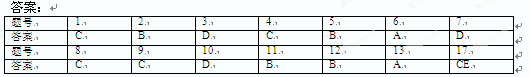 答案：
题号 1. 2. 3. 4. 5. 6. 7.
答案 C. B. D. C. B. A. D.
题号 8. 9. 10. 11. 12. 13. 17.
答案 C. C. D. B. B. A. CE.